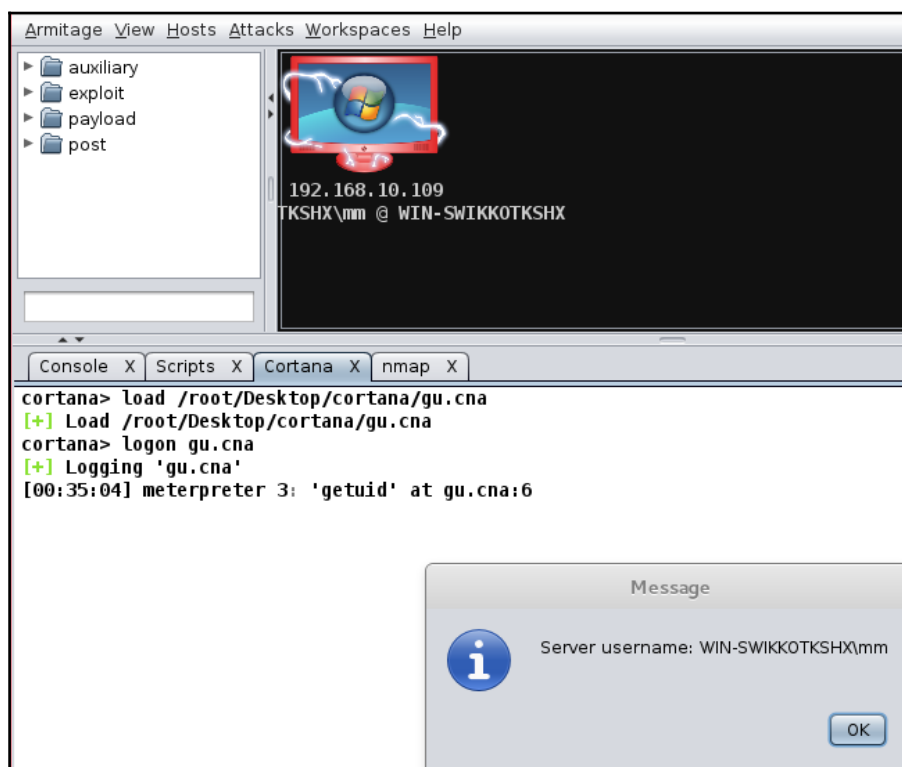 Armitage View Hosts Attacks Workspaces Help
auxiliary
exploit
payload
post
192.168.10.109
TKSHX\mm @ WIN-SWIKKOTKSHX
Console X Scripts X Cortana X nmap X
cortana> load /root/Desktop/cortana/gu.cna
[+] Load /root/Desktop/cortana/gu.cna
cortana> logon gu.cna
[+] Logging 'gu.cna'
[00:35:04] meterpreter 3: 'getuid' at gu.cna:6
Message
Server username: WIN-SWIKKOTKSHX\mm
OK